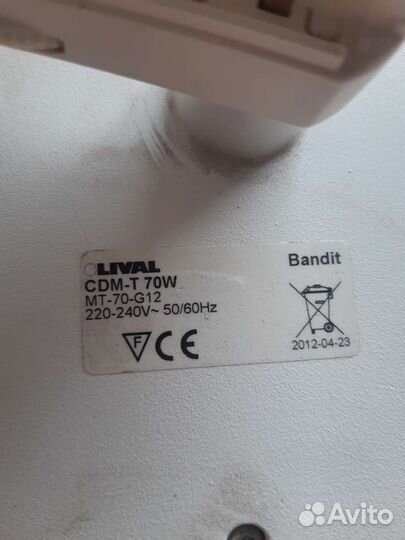 LIVAL
Bandit
CDM-T 70W
MT-70-G12
220-240V~ 50/60Hz
F CE
2012-04-23
Avito